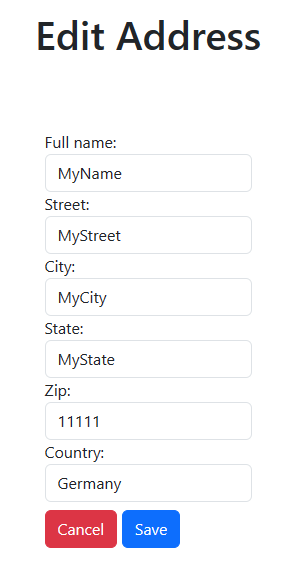 Edit Address
Full name:
MyName
Street:
MyStreet
City:
MyCity
State:
MyState
Zip:
11111
Country:
Germany
Cancel Save